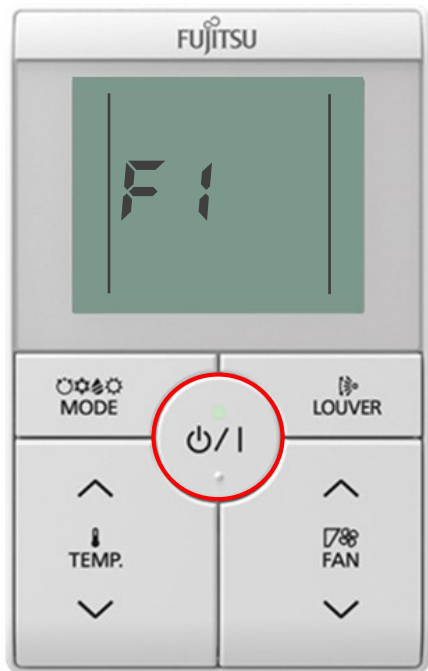 FUJITSU
F1
MODE
LOUVER
⏻/I
TEMP.
FAN